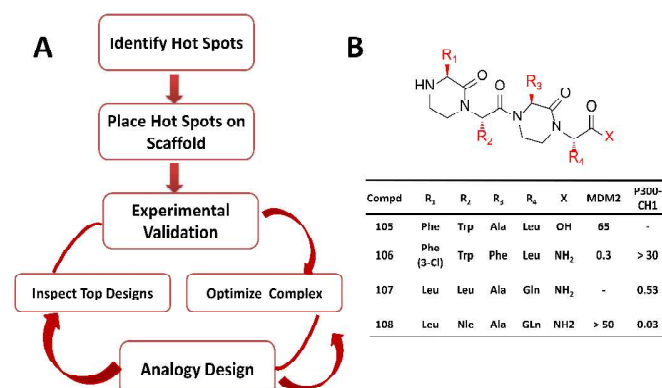 A
Identify Hot Spots
Place Hot Spots on
Scaffold
Experimental
Validation
Inspect Top Designs
Optimize Complex
Analogy Design
B
R1
HN
O
N
R2
O
R3
N
O
N
R4
O
X
Compd R1 R2 R3 R4 X MDM2 P300-
CH1
105 Phe Trp Ala Leu OH 65 -
106 Phe
(3-Cl) Trp Phe Leu NH2 0.3 > 30
107 Leu Leu Ala Gln NH2 - 0.53
108 Leu Nle Ala GLn NH2 > 50 0.03